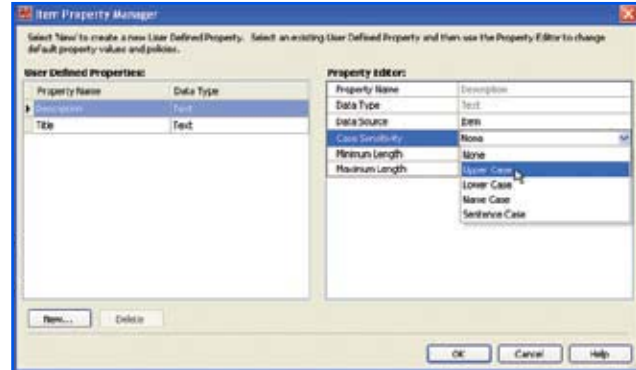 Item Property Manager
Select 'New' to create a new User Defined Property. Select an existing User Defined Property and then use the Property Editor to change
default property values and policies.
User Defined Properties:
Property Name Data Type
Description Text
Title Text
New... Delete
Property Editor:
Property Name Description
Data Type Text
Data Source Item
Case Sensitivity None
Minimum Length None
Maximum Length Upper Case
Lower Case
Name Case
Sentence Case
OK Cancel Help